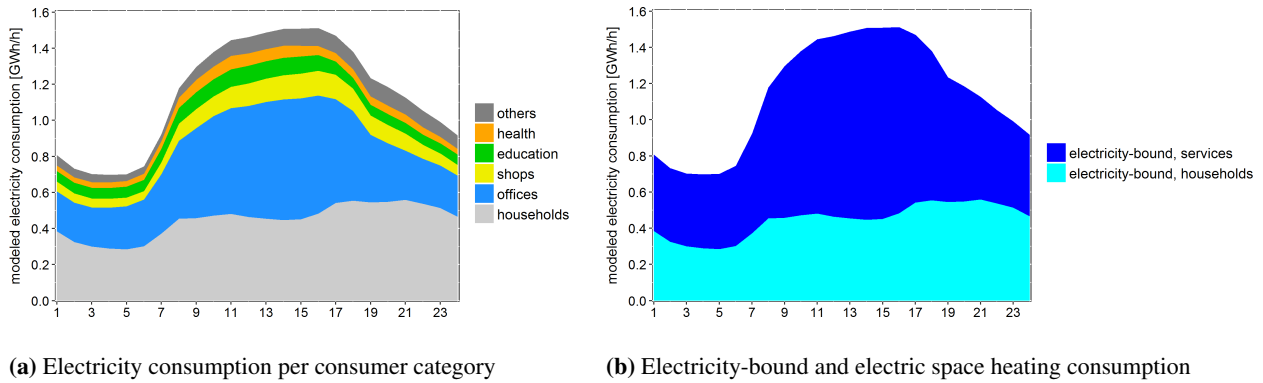 modeled electricity consumption [GWh/h]
1.6
1.4
1.2
1.0
0.8
0.6
0.4
0.2
0.0
1 3 5 7 9 11 13 15 17 19 21 23
others
health
education
shops
offices
households
(a) Electricity consumption per consumer category
modeled electricity consumption [GWh/h]
1.6
1.4
1.2
1.0
0.8
0.6
0.4
0.2
0.0
1 3 5 7 9 11 13 15 17 19 21 23
electricity-bound, services
electricity-bound, households
(b) Electricity-bound and electric space heating consumption